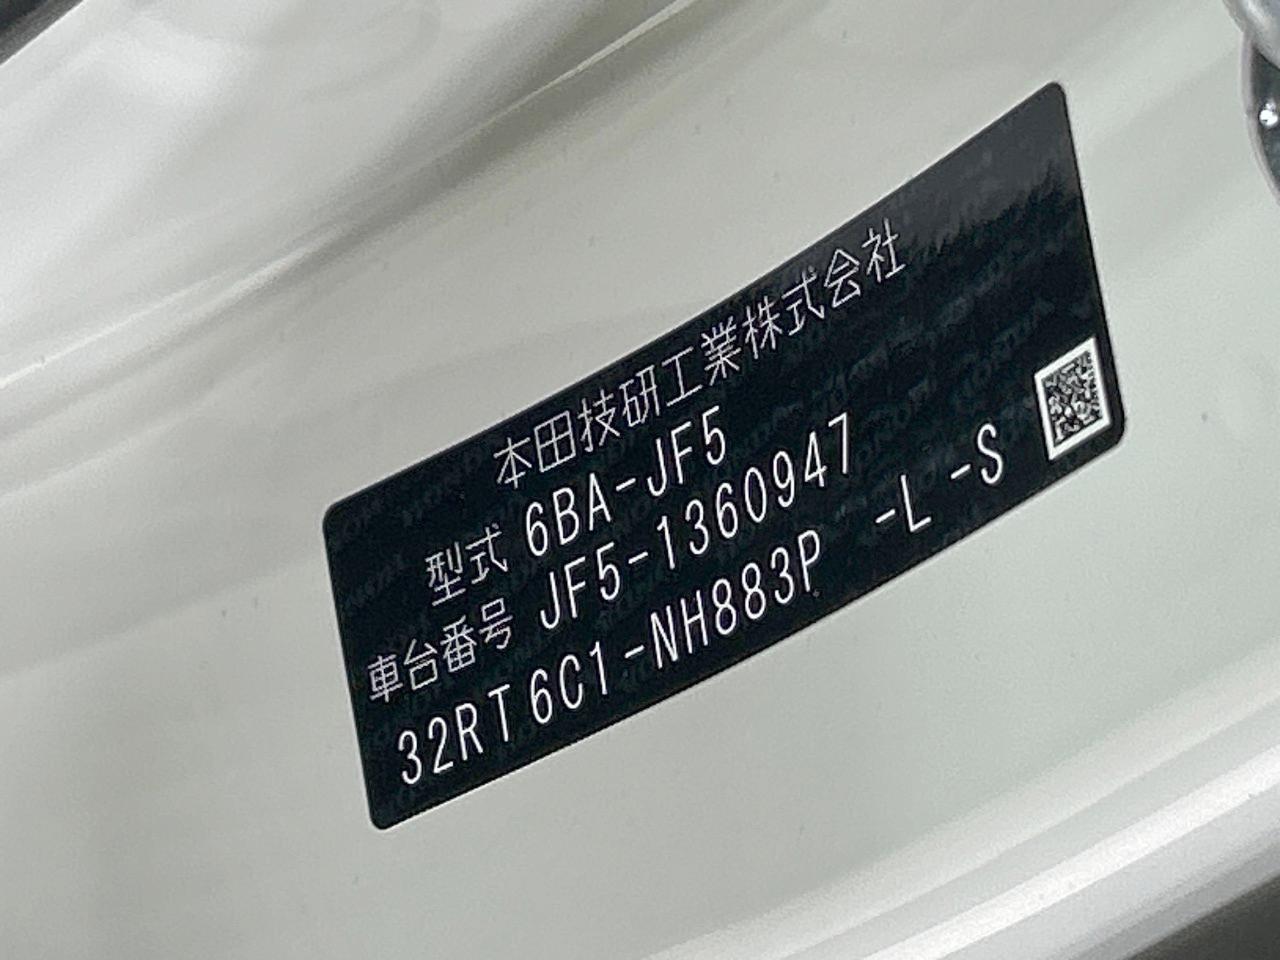 本田技研工業株式会社
型式 6BA-JF5
車台番号 JF5-1360947
32RT6C1-NH883P -L -S